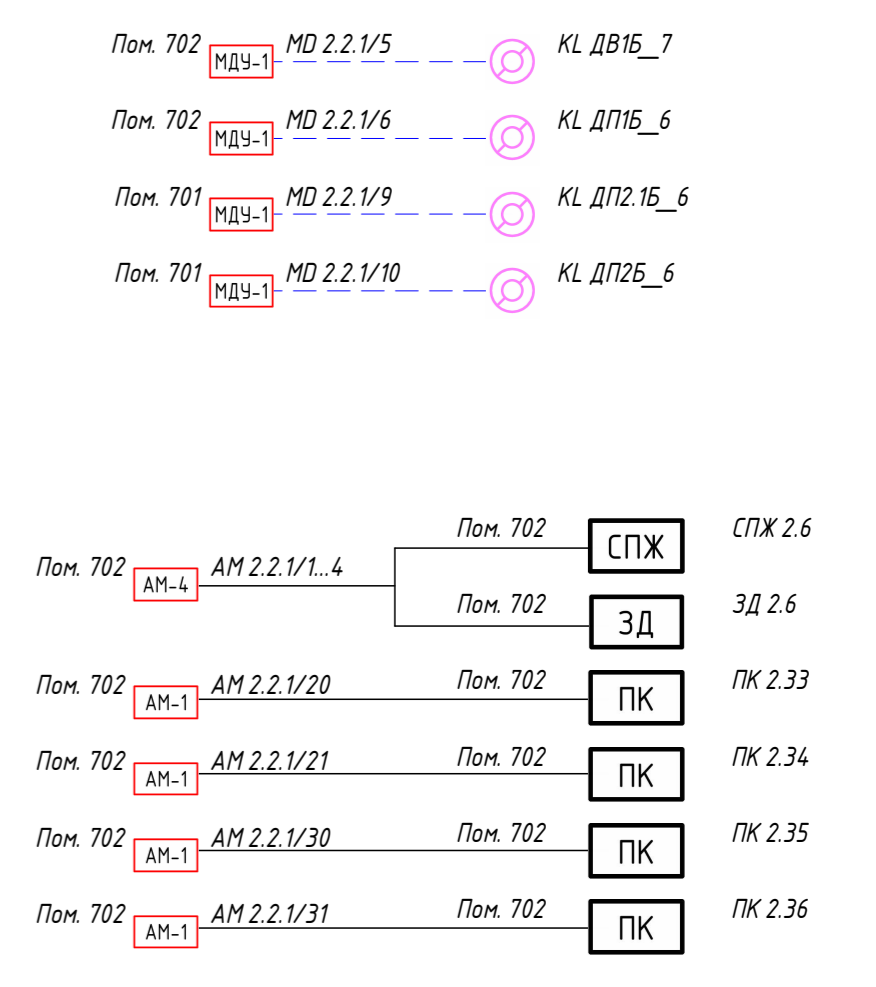 Пом. 702 МДУ-1 MD 2.2.1/5 KL ДВ1Б__7
Пом. 702 МДУ-1 MD 2.2.1/6 KL ДП1Б__6
Пом. 701 МДУ-1 MD 2.2.1/9 KL ДП2.1Б__6
Пом. 701 МДУ-1 MD 2.2.1/10 KL ДП2Б__6
Пом. 702 СПЖ СПЖ 2.6
Пом. 702 АМ-4 АМ 2.2.1/1...4
Пом. 702 ЗД ЗД 2.6
Пом. 702 АМ-1 АМ 2.2.1/20 Пом. 702 ПК ПК 2.33
Пом. 702 АМ-1 АМ 2.2.1/21 Пом. 702 ПК ПК 2.34
Пом. 702 АМ-1 АМ 2.2.1/30 Пом. 702 ПК ПК 2.35
Пом. 702 АМ-1 АМ 2.2.1/31 Пом. 702 ПК ПК 2.36